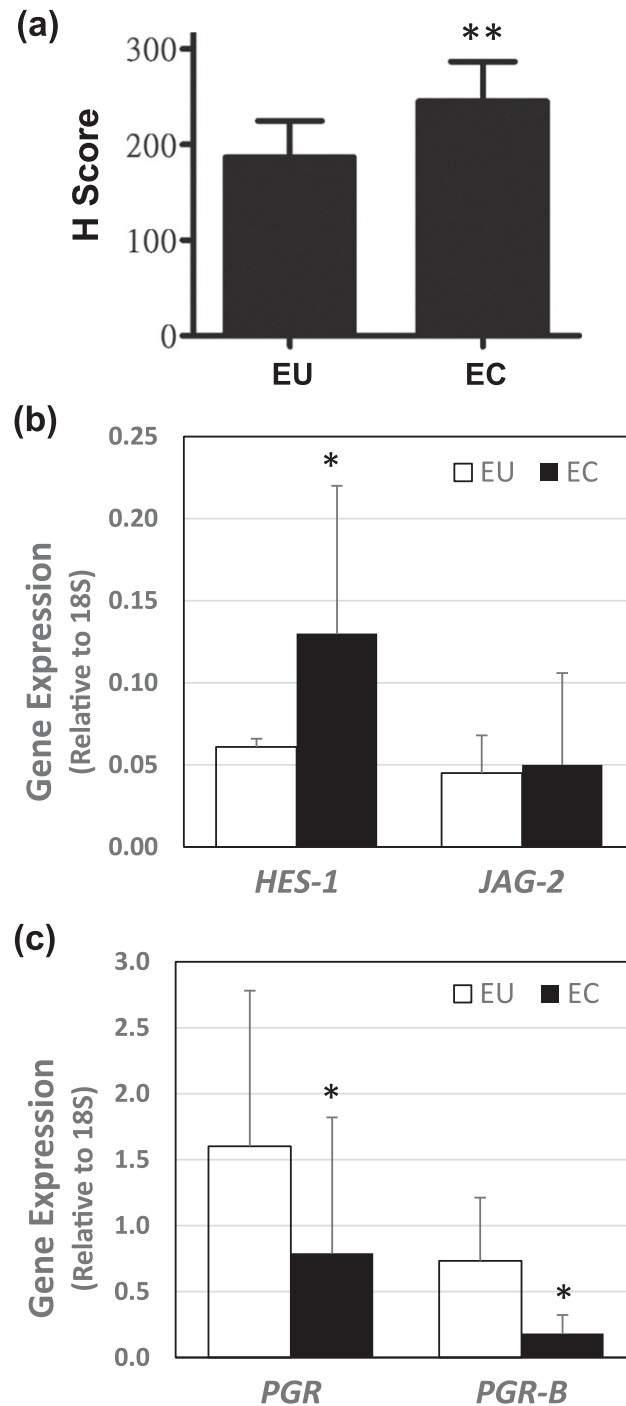 (a)
**
300
200
100
0
H Score
EU
EC
(b)
0.25
0.20
0.15
0.10
0.05
0.00
Gene Expression
(Relative to 18S)
*
EU EC
HES-1
JAG-2
(c)
3.0
2.5
2.0
1.5
1.0
0.5
0.0
Gene Expression
(Relative to 18S)
EU EC
*
*
PGR
PGR-B